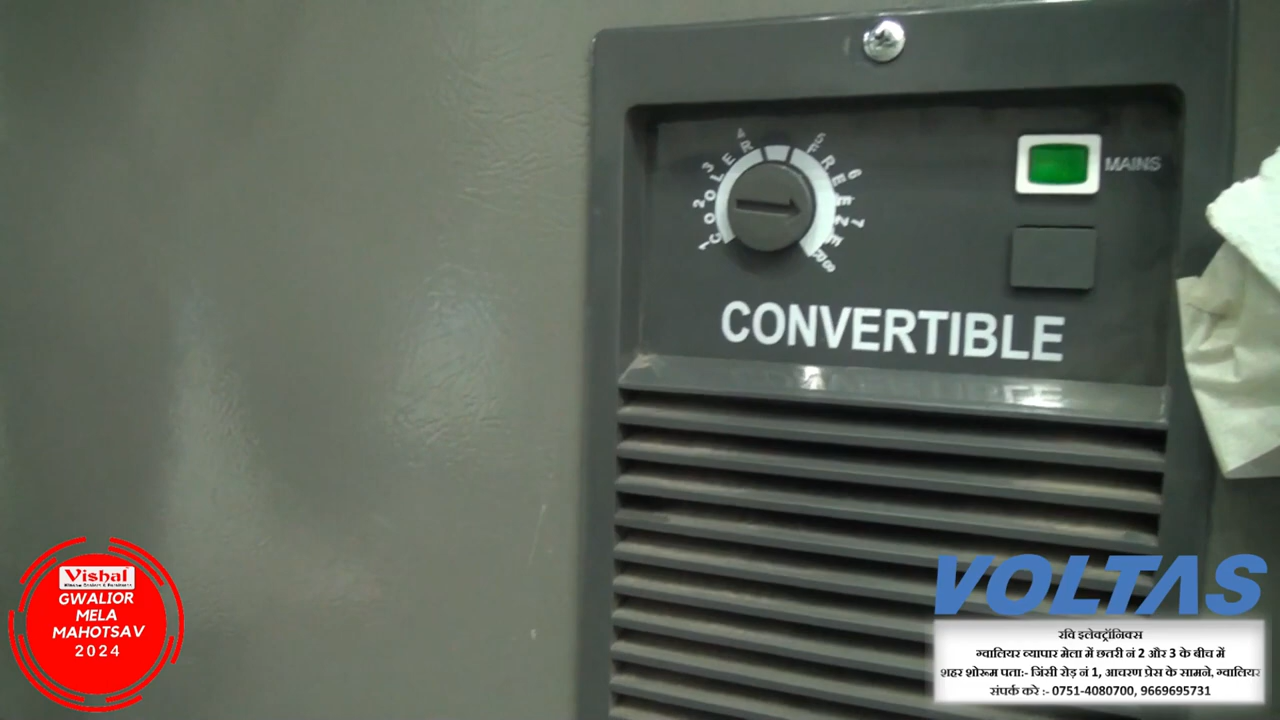 1 2 3 4 5 6 7 8
COOLER FREEZER
MAINS
CONVERTIBLE
Vishal
GWALIOR
MELA
MAHOTSAV
2024
VOLTAS
रवि इलेक्ट्रॉनिक्स
ग्वालियर व्यापार मेला में छतरी नं 2 और 3 के बीच में
शहर शोरूम पता:- जिंसी रोड़ नं 1, आचरण प्रेस के सामने, ग्वालियर
संपर्क करे :- 0751-4080700, 9669695731